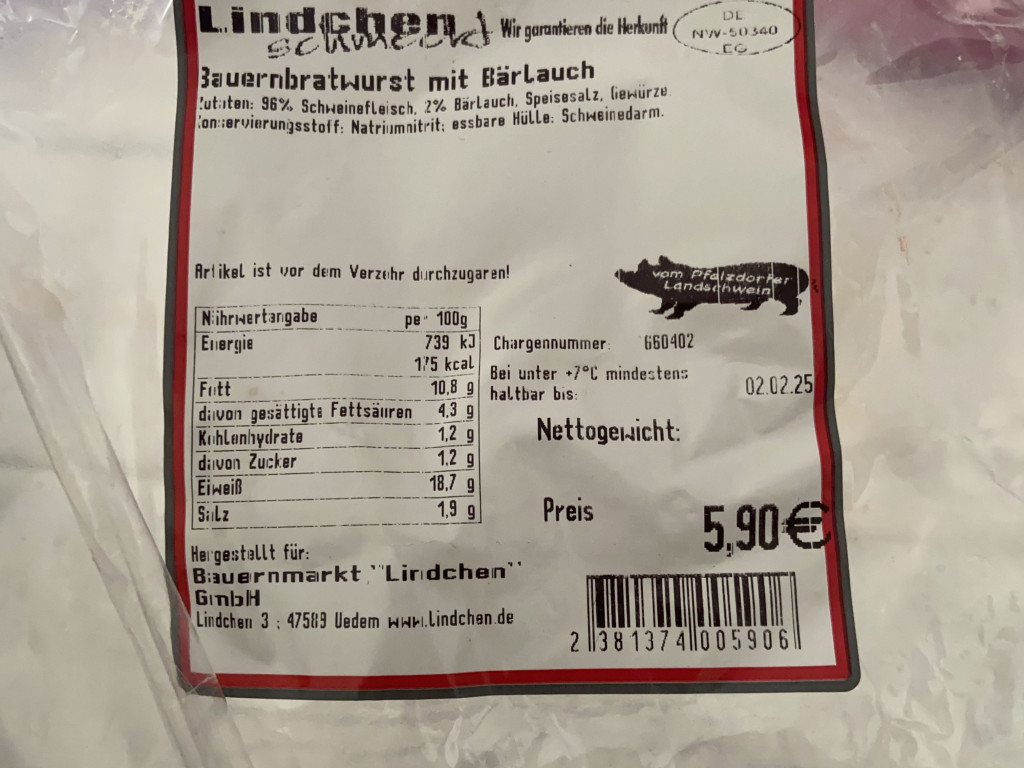 Lindchen
schmeckt
Wir garantieren die Herkunft
DE
NW-50340
EG
Bauernbratwurst mit Bärlauch
Zutaten: 96% Schweinefleisch, 2% Bärlauch, Speisesalz, Gewürze
Konservierungsstoff: Natriumnitrit; essbare Hülle: Schweinedarm.
Artikel ist vor dem Verzehr durchzugaren!
vom Pfalzdorfer
Landschwein
Nährwertangabe per 100g
Energie 739 kJ
175 kcal
Fett 10,8 g
davon gesättigte Fettsäuren 4,3 g
Kohlenhydrate 1,2 g
davon Zucker 1,2 g
Eiweiß 18,7 g
Salz 1,9 g
Chargennummer: 660402
Bei unter +7°C mindestens
haltbar bis: 02.02.25
Nettogewicht:
Preis 5,90€
Hergestellt für:
Bauernmarkt "Lindchen"
GmbH
Lindchen 3 ; 47589 Uedem www.lindchen.de
2 381374 005906